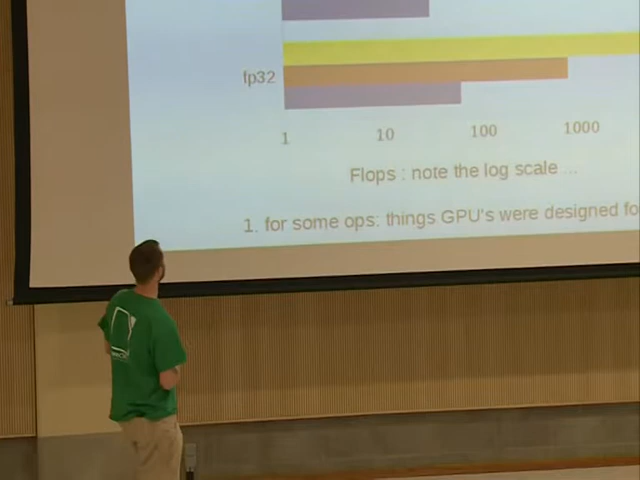 fp32
1 10 100 1000
Flops : note the log scale ...
1. for some ops: things GPU's were designed fo